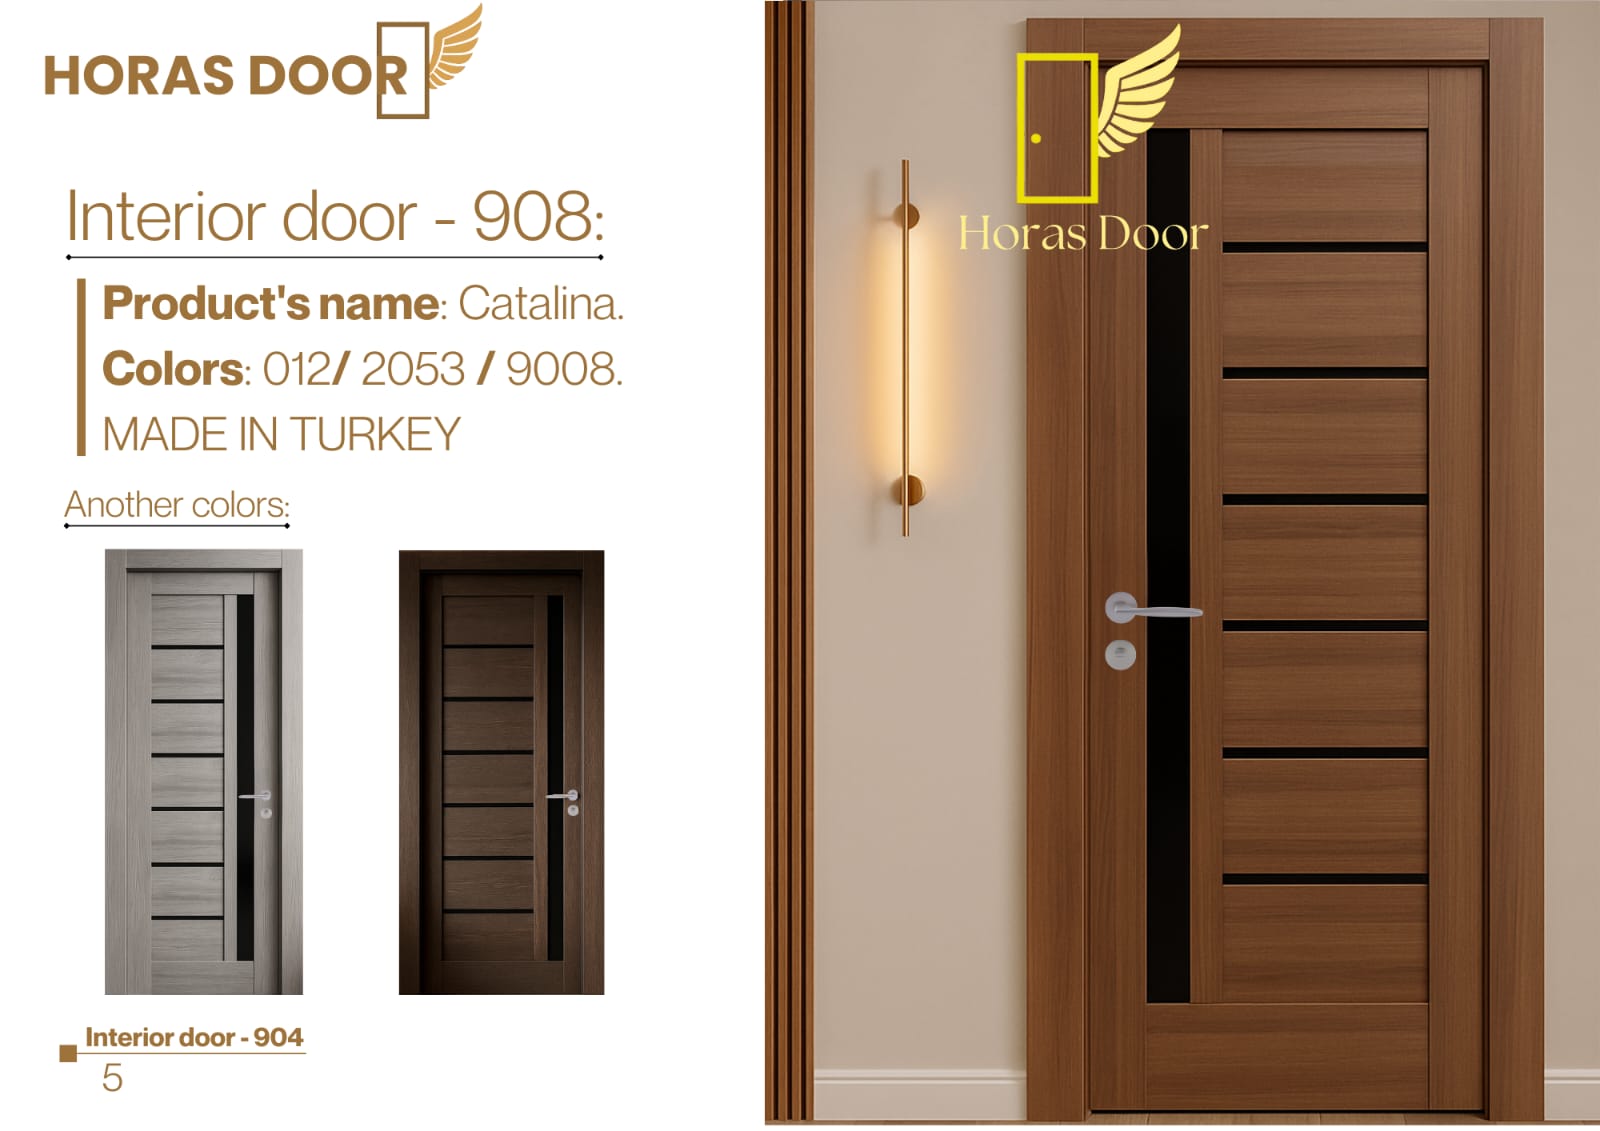 HORAS DOOR
Interior door - 908:
Product's name: Catalina.
Colors: 012/ 2053 / 9008.
MADE IN TURKEY
Another colors:
Interior door - 904
5
Horas Door